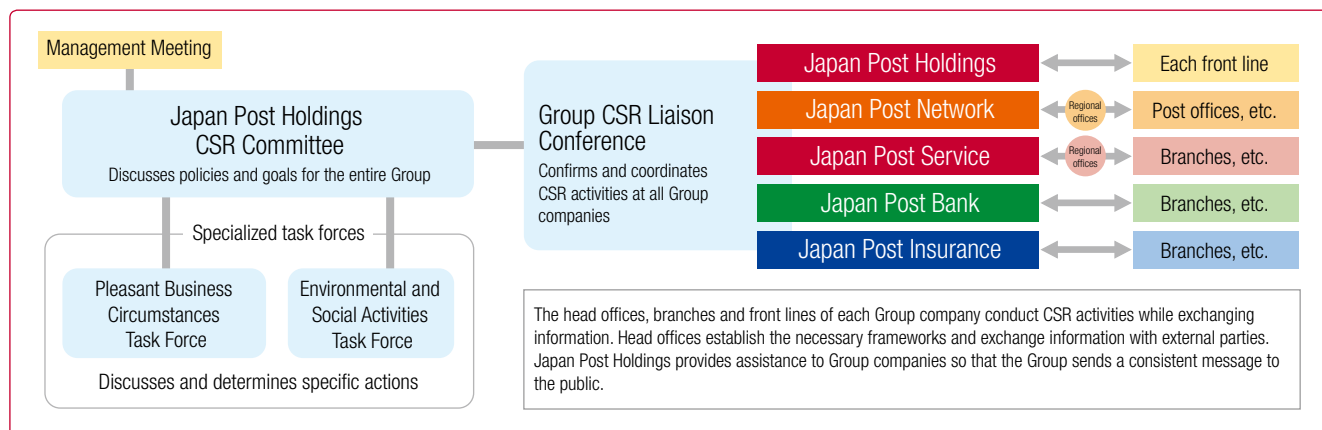 Management Meeting
Japan Post Holdings
CSR Committee
Discusses policies and goals for the entire Group
Specialized task forces
Pleasant Business
Circumstances
Task Force
Environmental and
Social Activities
Task Force
Discusses and determines specific actions
Group CSR Liaison
Conference
Confirms and coordinates
CSR activities at all Group
companies
Japan Post Holdings
Each front line
Japan Post Network
Regional
offices
Post offices, etc.
Japan Post Service
Regional
offices
Branches, etc.
Japan Post Bank
Branches, etc.
Japan Post Insurance
Branches, etc.
The head offices, branches and front lines of each Group company conduct CSR activities while exchanging
information. Head offices establish the necessary frameworks and exchange information with external parties.
Japan Post Holdings provides assistance to Group companies so that the Group sends a consistent message to
the public.